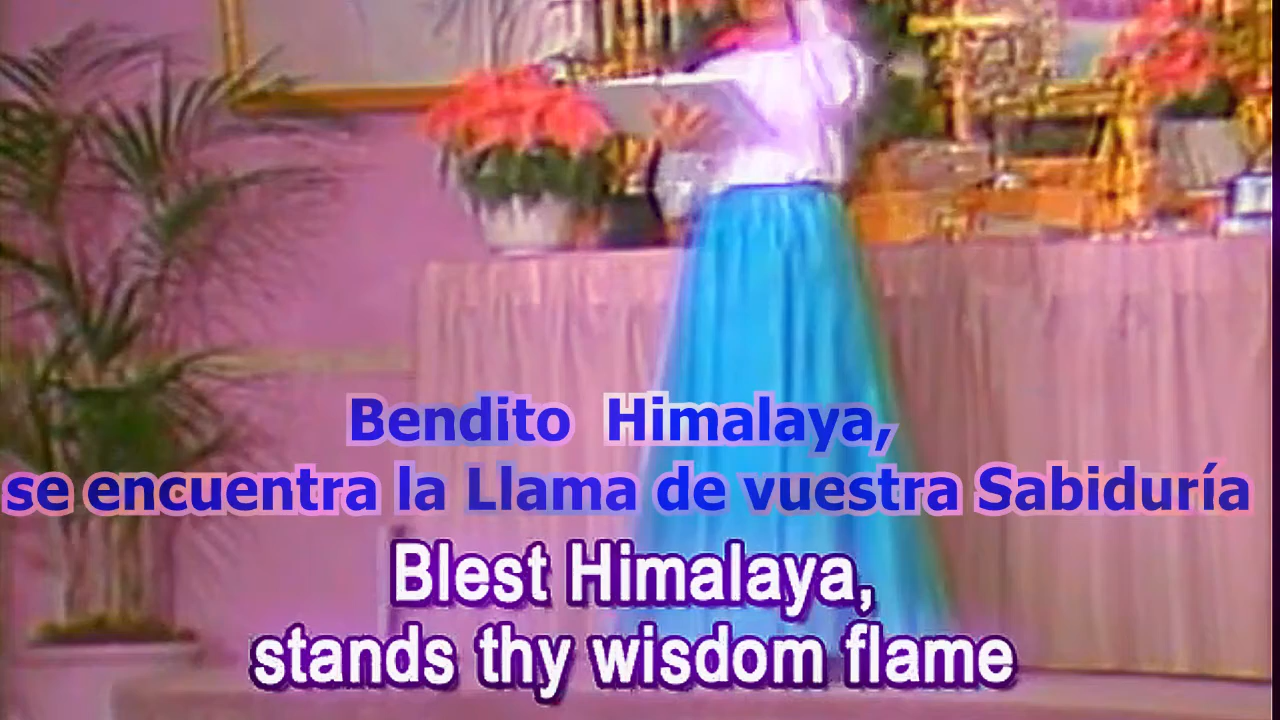 Bendito Himalaya,
se encuentra la Llama de vuestra Sabiduría
Blest Himalaya,
stands thy wisdom flame